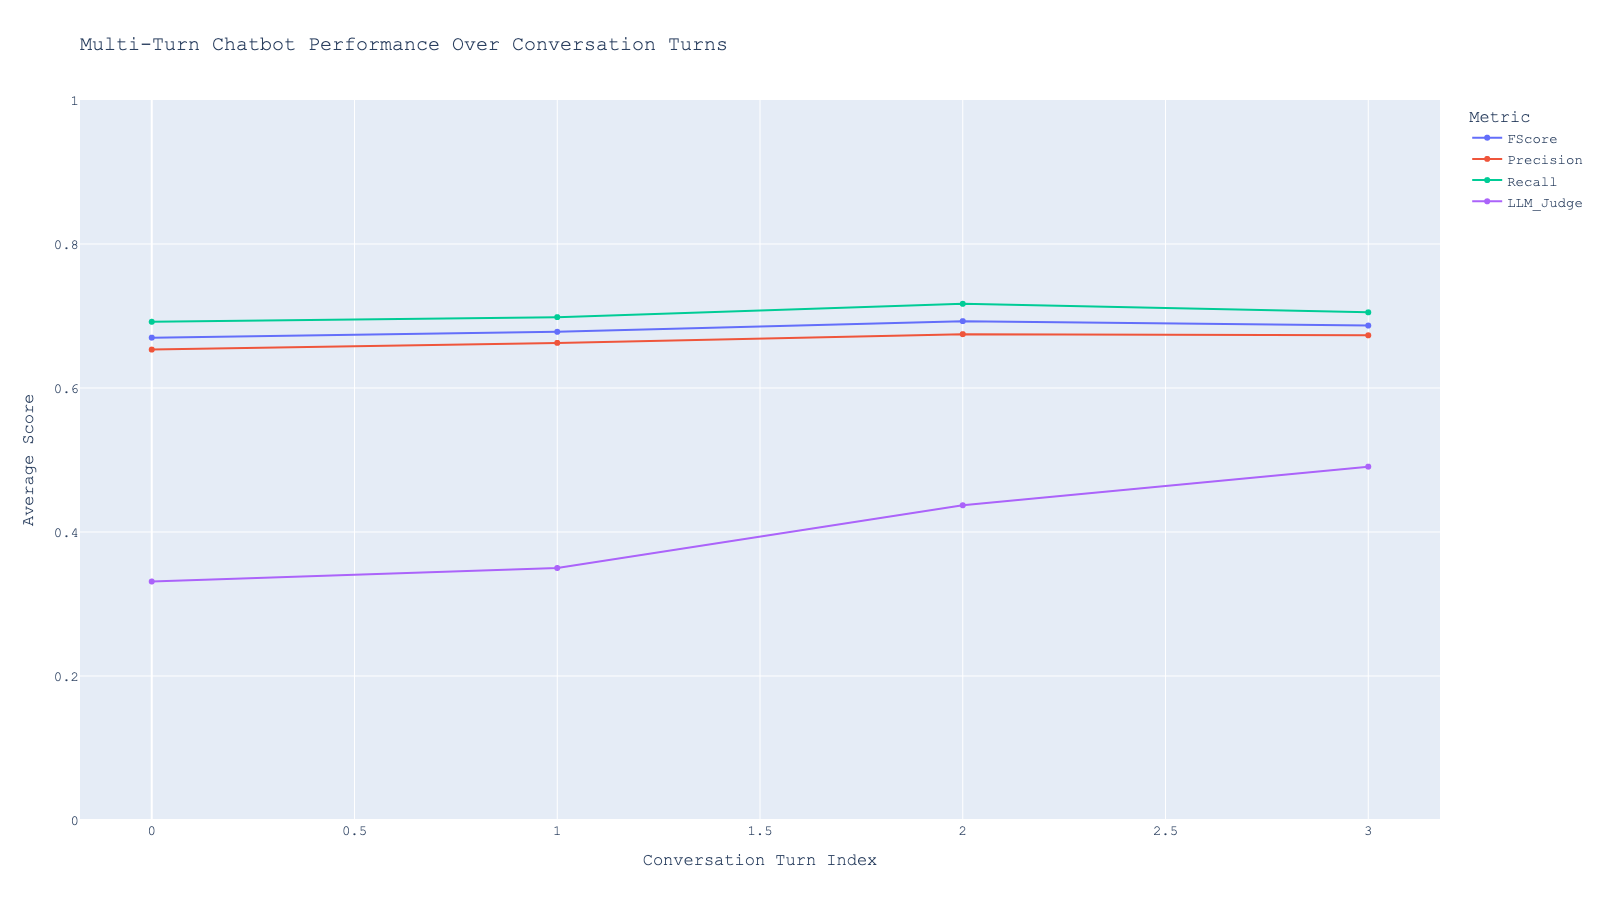 Multi-Turn Chatbot Performance Over Conversation Turns
Metric
FScore
Precision
Recall
LLM_Judge
Average Score
1
0.8
0.6
0.4
0.2
0
0
0.5
1
1.5
2
2.5
3
Conversation Turn Index